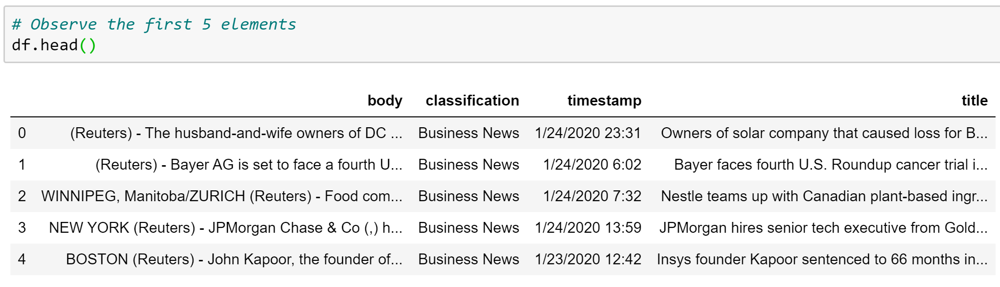 # Observe the first 5 elements
df.head()
body classification timestamp title
0 (Reuters) - The husband-and-wife owners of DC ... Business News 1/24/2020 23:31 Owners of solar company that caused loss for B...
1 (Reuters) - Bayer AG is set to face a fourth U... Business News 1/24/2020 6:02 Bayer faces fourth U.S. Roundup cancer trial i...
2 WINNIPEG, Manitoba/ZURICH (Reuters) - Food com... Business News 1/24/2020 7:32 Nestle teams up with Canadian plant-based ingr...
3 NEW YORK (Reuters) - JPMorgan Chase & Co (,) h... Business News 1/24/2020 13:59 JPMorgan hires senior tech executive from Gold...
4 BOSTON (Reuters) - John Kapoor, the founder of... Business News 1/23/2020 12:42 Insys founder Kapoor sentenced to 66 months in...